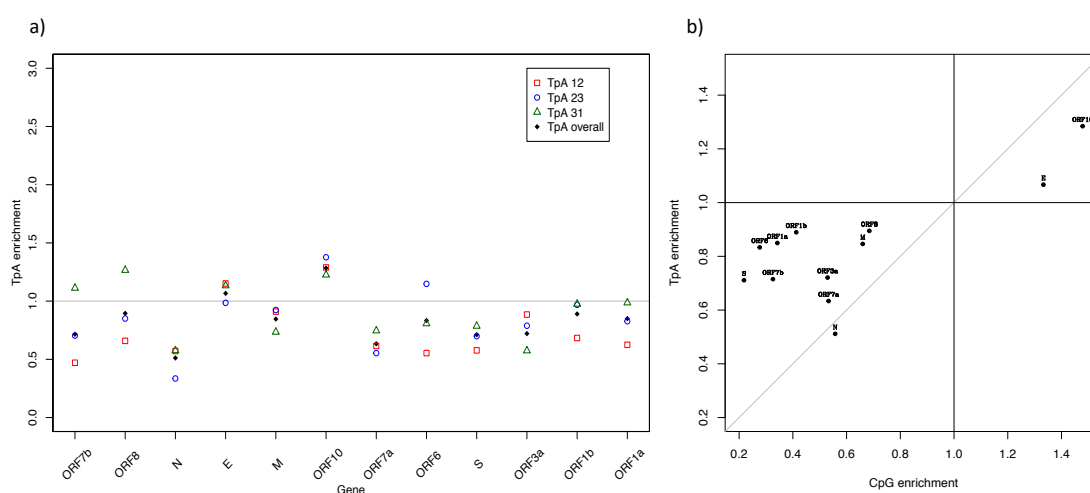 a)
TpA enrichment
3.0
2.5
2.0
1.5
1.0
0.5
0.0
TpA 12
TpA 23
TpA 31
TpA overall
ORF7b
ORF8
N
E
M
ORF10
ORF7a
ORF6
S
ORF3a
ORF1b
ORF1a
Gene
b)
TpA enrichment
1.4
1.2
1.0
0.8
0.6
0.4
0.2
ORF10
E
ORF1b
ORF8
ORF6
ORF1a
M
S
ORF7b
ORF3a
ORF7a
N
0.2
0.4
0.6
0.8
1.0
1.2
1.4
CpG enrichment